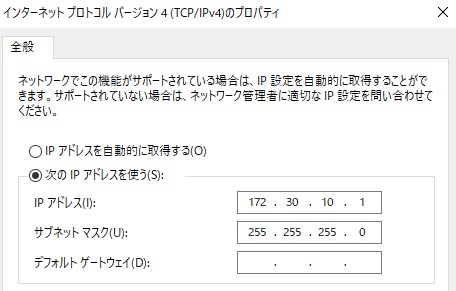 インターネット プロトコル バージョン 4 (TCP/IPv4)のプロパティ
全般
ネットワークでこの機能がサポートされている場合は、IP 設定を自動的に取得することがで
きます。サポートされていない場合は、ネットワーク管理者に適切な IP 設定を問い合わせて
ください。
IP アドレスを自動的に取得する(O)
次の IP アドレスを使う(S):
IP アドレス(I): 172 . 30 . 10 . 1
サブネット マスク(U): 255 . 255 . 255 . 0
デフォルト ゲートウェイ(D): . . .